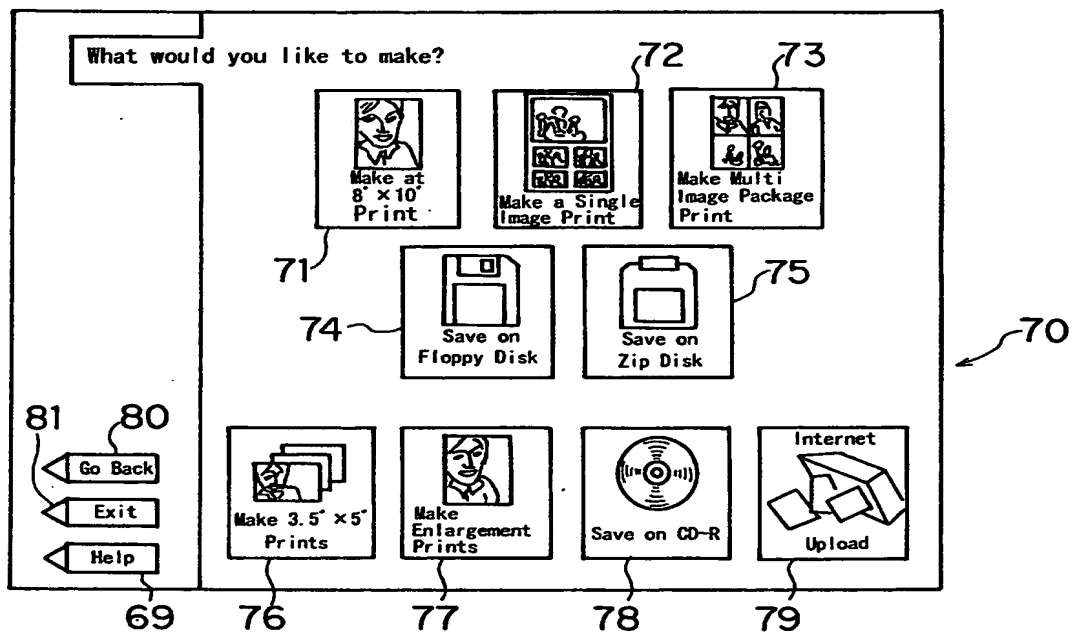 What would you like to make?
72
73
Make at
8"×10"
Print
Make a Single
Image Print
Make Multi
Image Package
Print
71
74
75
Save on
Floppy Disk
Save on
Zip Disk
70
81
80
Go Back
Exit
Help
Make 3.5"×5"
Prints
Make
Enlargement
Prints
Save on CD-R
Internet
Upload
69
76
77
78
79